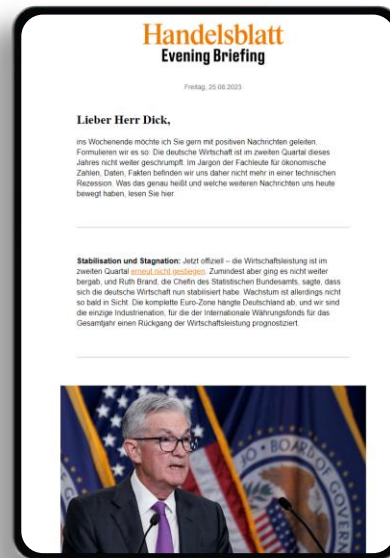 Handelsblatt
Evening Briefing
Freitag, 25.08.2023
Lieber Herr Dick,
ins Wochenende möchte ich Sie gern mit positiven Nachrichten geleiten.
Formulieren wir es so: Die deutsche Wirtschaft ist im zweiten Quartal dieses
Jahres nicht weiter geschrumpft. Im Jargon der Fachleute für ökonomische
Zahlen, Daten, Fakten befinden wir uns daher nicht mehr in einer technischen
Rezession. Was das genau heißt und welche weiteren Nachrichten uns heute
bewegt haben, lesen Sie hier.
Stabilisation und Stagnation: Jetzt offiziell – die Wirtschaftsleistung ist im
zweiten Quartal erneut nicht gestiegen. Zumindest aber ging es nicht weiter
bergab, und Ruth Brand, die Chefin des Statistischen Bundesamts, sagte, dass
sich die deutsche Wirtschaft nun stabilisiert habe. Wachstum ist allerdings nicht
so bald in Sicht. Die komplette Euro-Zone hängte Deutschland ab, und wir sind
die einzige Industrienation, für die der Internationale Währungsfonds für das
Gesamtjahr einen Rückgang der Wirtschaftsleistung prognostiziert.
BOARD OF
GOVER